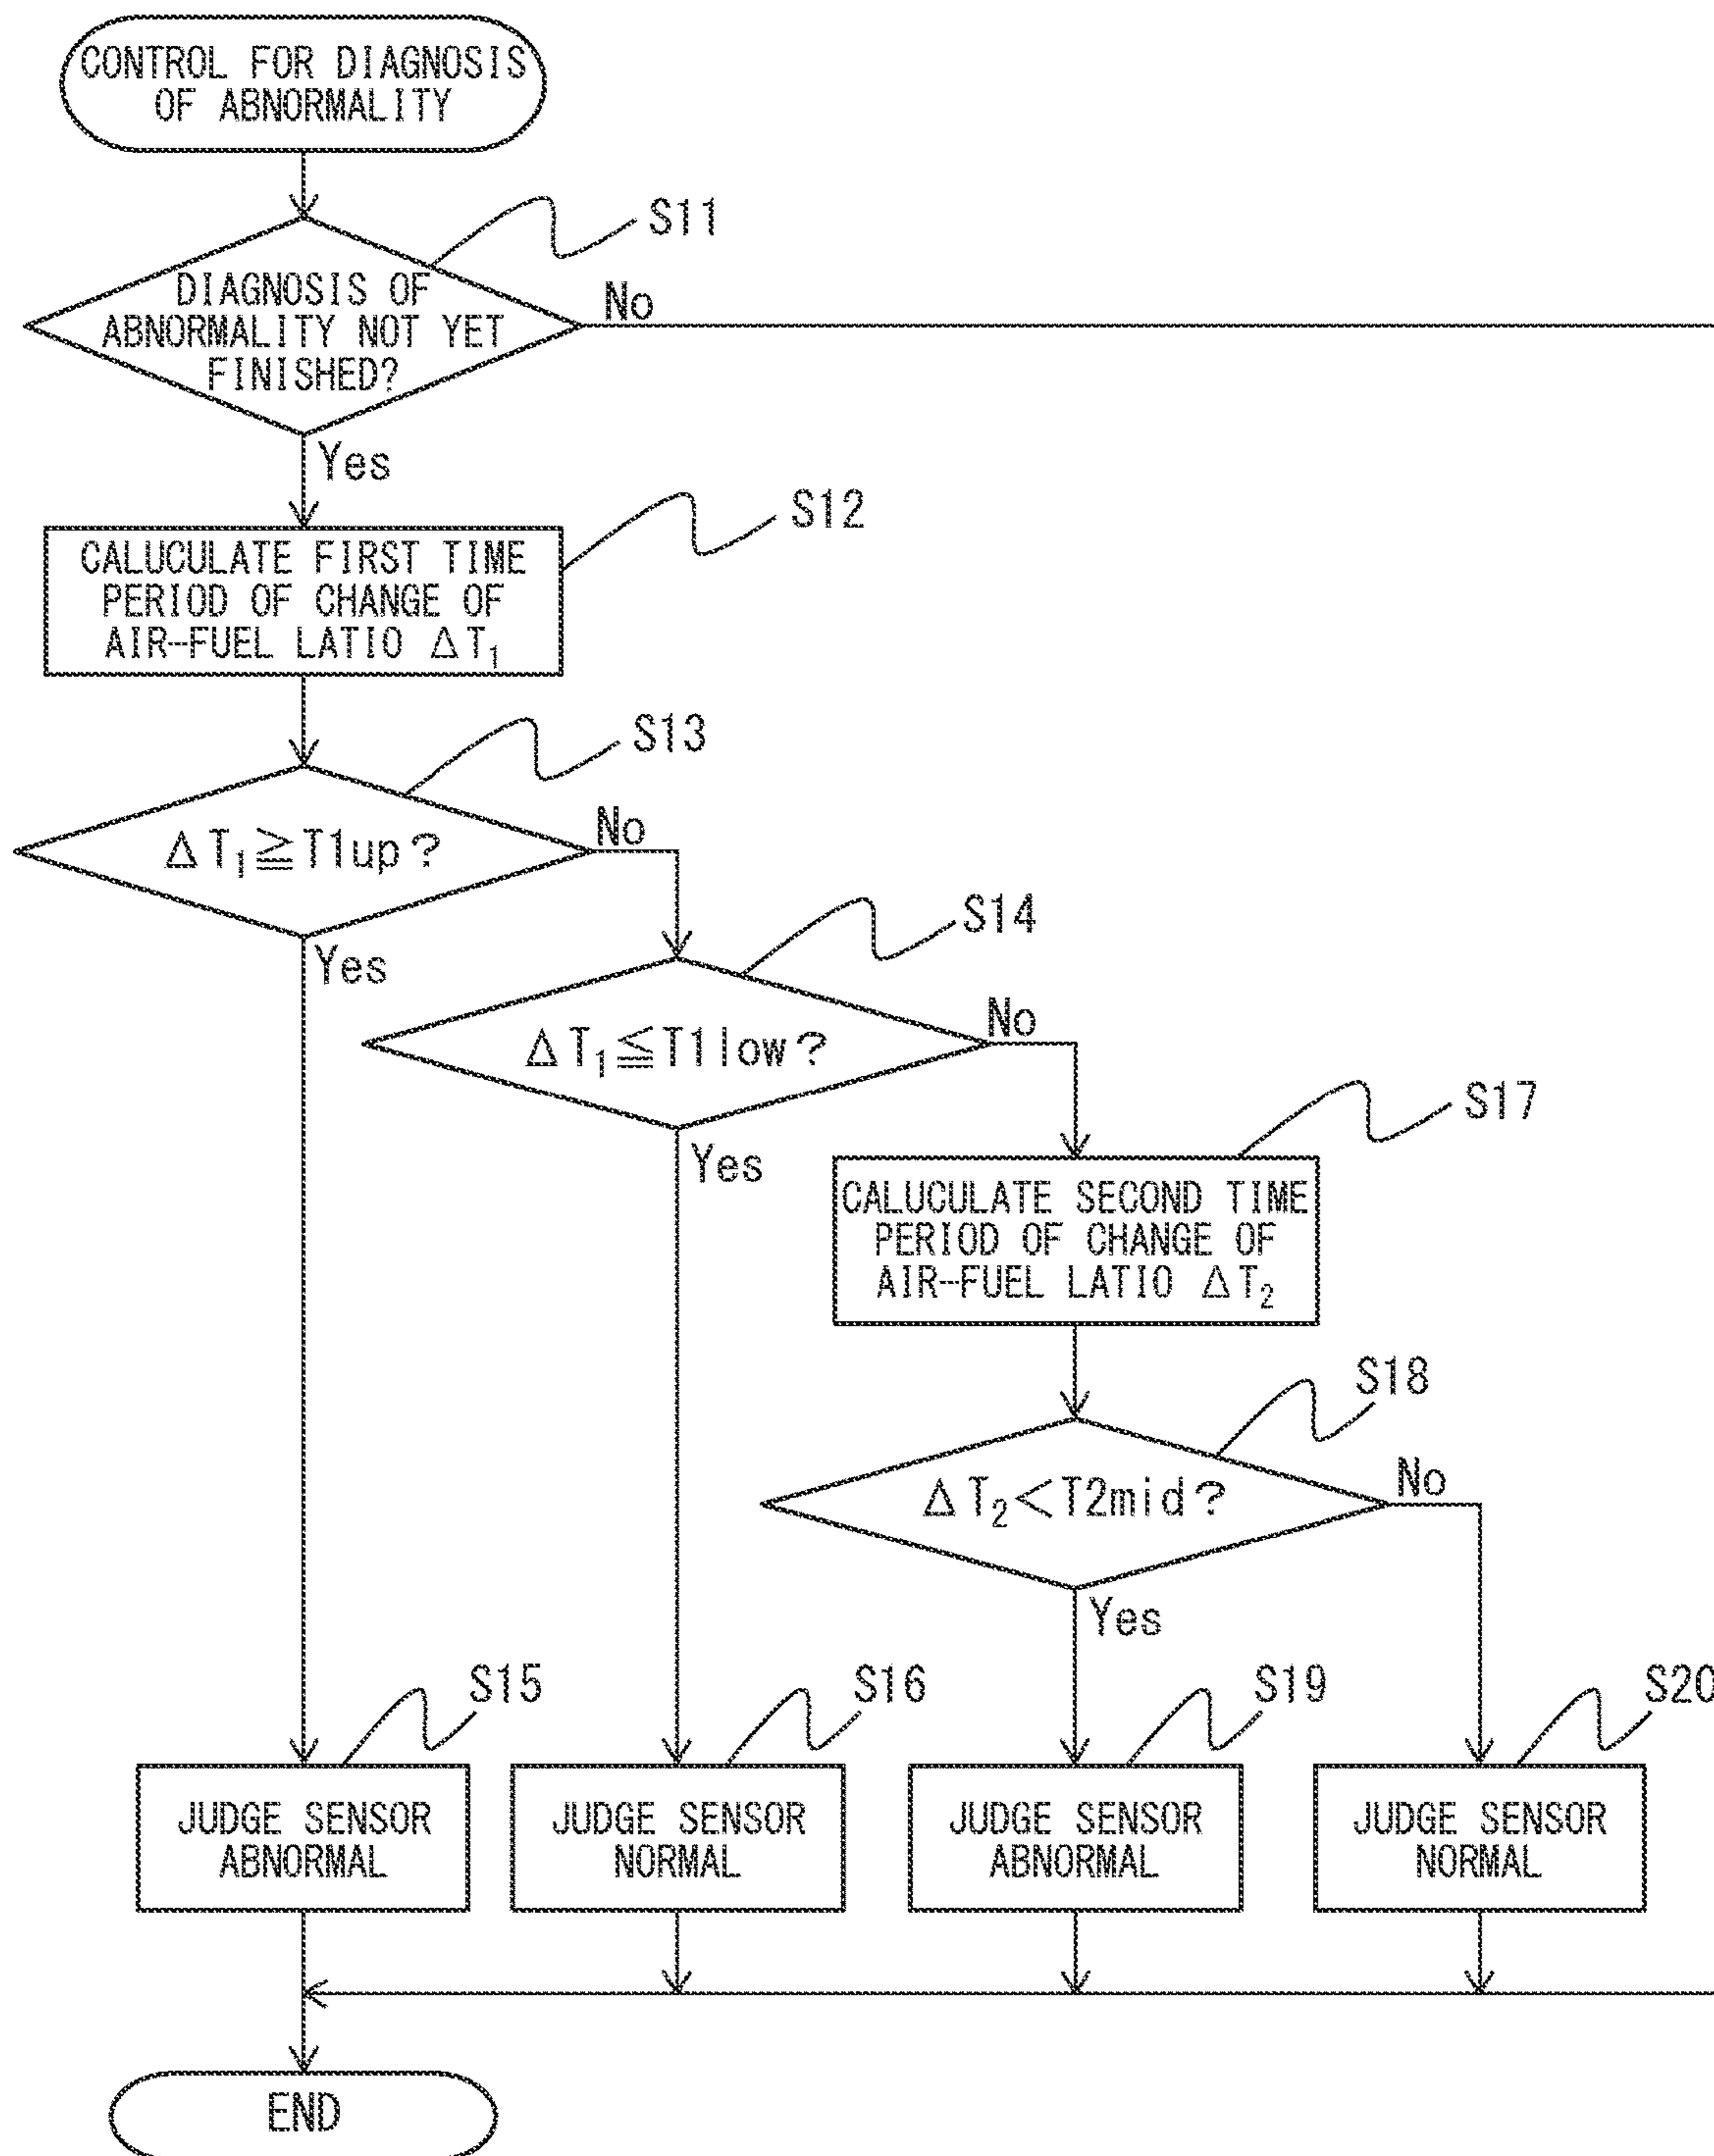 CONTROL FOR DIAGNOSIS
OF ABNORMALITY
S11
DIAGNOSIS OF
ABNORMALITY NOT YET
FINISHED?
No
Yes
S12
CALUCULATE FIRST TIME
PERIOD OF CHANGE OF
AIR-FUEL LATIO ΔT₁
S13
ΔT₁≧T1up?
No
Yes
S14
ΔT₁≦T1low?
No
Yes
S17
CALUCULATE SECOND TIME
PERIOD OF CHANGE OF
AIR-FUEL LATIO ΔT₂
S18
ΔT₂<T2mid?
No
Yes
S15
JUDGE SENSOR
ABNORMAL
S16
JUDGE SENSOR
NORMAL
S19
JUDGE SENSOR
ABNORMAL
S20
JUDGE SENSOR
NORMAL
END